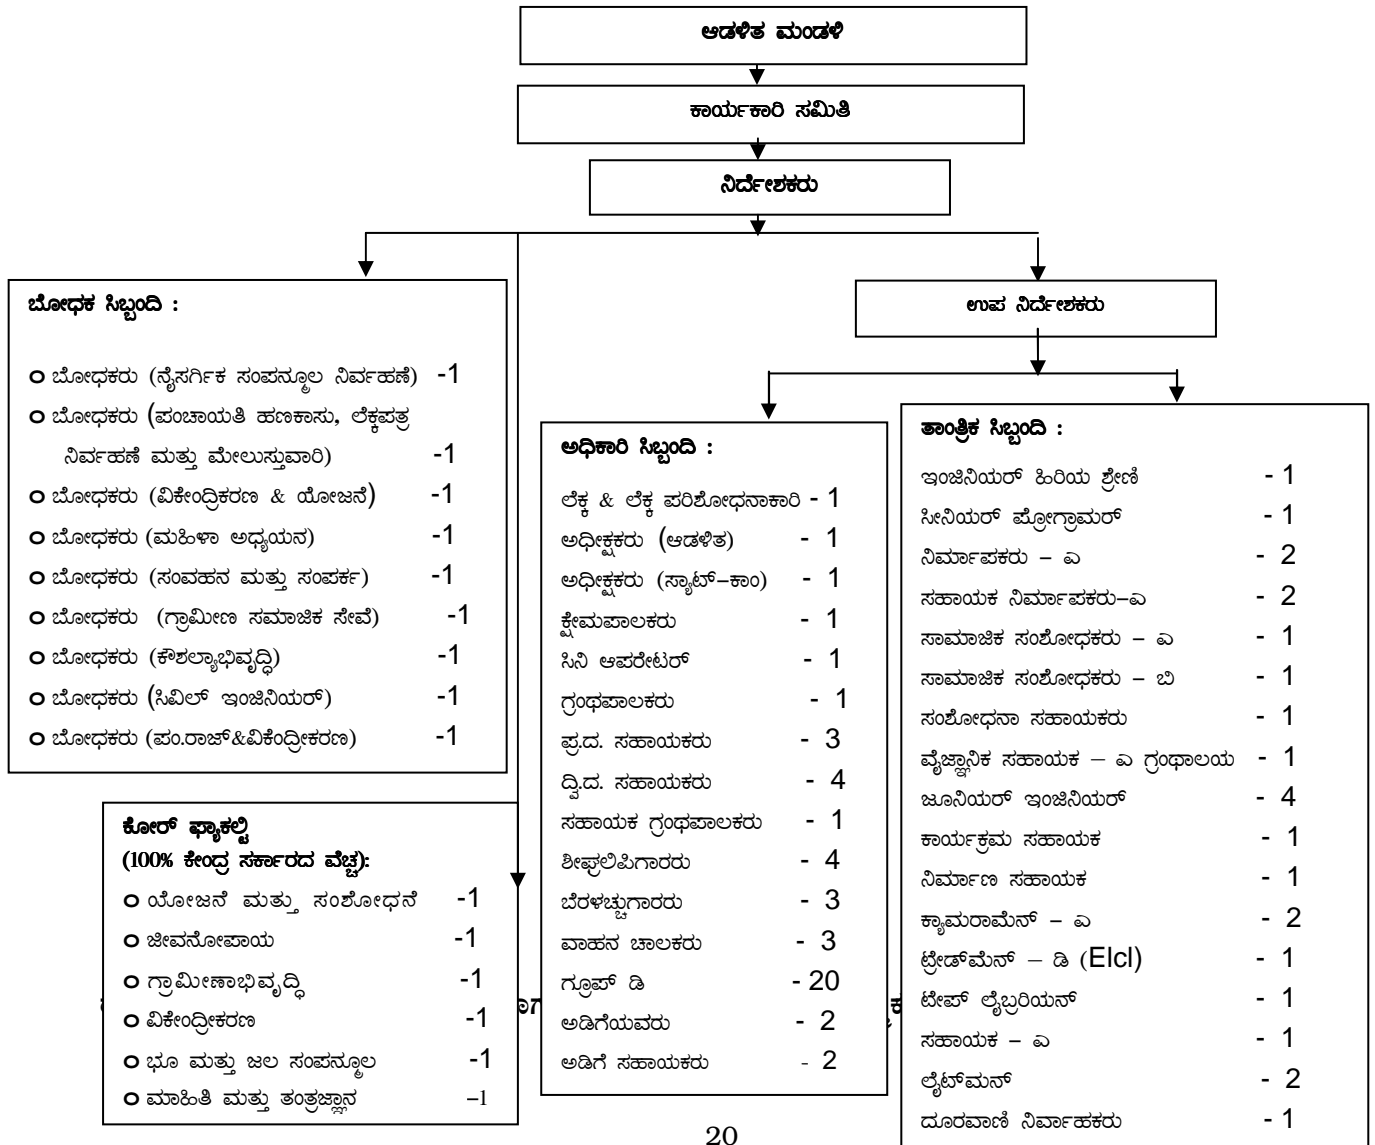 ಆಡಳಿತ ಮಂಡಳಿ
ಕಾರ್ಯಕಾರಿ ಸಮಿತಿ
ನಿರ್ದೇಶಕರು
ಬೋಧಕ ಸಿಬ್ಬಂದಿ :
o ಬೋಧಕರು (ನೈಸರ್ಗಿಕ ಸಂಪನ್ಮೂಲ ನಿರ್ವಹಣೆ) -1
o ಬೋಧಕರು (ಪಂಚಾಯತಿ ಹಣಕಾಸು, ಲೆಕ್ಕಪತ್ರ
ನಿರ್ವಹಣೆ ಮತ್ತು ಮೇಲುಸ್ತುವಾರಿ) -1
o ಬೋಧಕರು (ವಿಕೇಂದ್ರಿಕರಣ & ಯೋಜನೆ) -1
o ಬೋಧಕರು (ಮಹಿಳಾ ಅಧ್ಯಯನ) -1
o ಬೋಧಕರು (ಸಂವಹನ ಮತ್ತು ಸಂಪರ್ಕ) -1
o ಬೋಧಕರು (ಗ್ರಾಮೀಣ ಸಮಾಜಿಕ ಸೇವೆ) -1
o ಬೋಧಕರು (ಕೌಶಲ್ಯಾಭಿವೃದ್ಧಿ) -1
o ಬೋಧಕರು (ಸಿವಿಲ್ ಇಂಜಿನಿಯರ್) -1
o ಬೋಧಕರು (ಪಂ.ರಾಜ್&ವಿಕೇಂದ್ರೀಕರಣ) -1
ಕೋರ್ ಫ್ಯಾಕಲ್ಟಿ
(100% ಕೇಂದ್ರ ಸರ್ಕಾರದ ವೆಚ್ಚ):
o ಯೋಜನೆ ಮತ್ತು ಸಂಶೋಧನೆ -1
o ಜೀವನೋಪಾಯ -1
o ಗ್ರಾಮೀಣಾಭಿವೃದ್ಧಿ -1
o ವಿಕೇಂದ್ರೀಕರಣ -1
o ಭೂ ಮತ್ತು ಜಲ ಸಂಪನ್ಮೂಲ -1
o ಮಾಹಿತಿ ಮತ್ತು ತಂತ್ರಜ್ಞಾನ –1
ಉಪ ನಿರ್ದೇಶಕರು
ಅಧಿಕಾರಿ ಸಿಬ್ಬಂದಿ :
ಲೆಕ್ಕ & ಲೆಕ್ಕ ಪರಿಶೋಧನಾಕಾರಿ - 1
ಅಧೀಕ್ಷಕರು (ಆಡಳಿತ) - 1
ಅಧೀಕ್ಷಕರು (ಸ್ಯಾಟ್–ಕಾಂ) - 1
ಕ್ಷೇಮಪಾಲಕರು - 1
ಸಿನಿ ಆಪರೇಟರ್ - 1
ಗ್ರಂಥಪಾಲಕರು - 1
ಪ್ರ.ದ. ಸಹಾಯಕರು - 3
ದ್ವಿ.ದ. ಸಹಾಯಕರು - 4
ಸಹಾಯಕ ಗ್ರಂಥಪಾಲಕರು - 1
ಶೀಘ್ರಲಿಪಿಗಾರರು - 4
ಬೆರಳಚ್ಚುಗಾರರು - 3
ವಾಹನ ಚಾಲಕರು - 3
ಗ್ರೂಪ್ ಡಿ - 20
ಅಡಿಗೆಯವರು - 2
ಅಡಿಗೆ ಸಹಾಯಕರು - 2
ತಾಂತ್ರಿಕ ಸಿಬ್ಬಂದಿ :
ಇಂಜಿನಿಯರ್ ಹಿರಿಯ ಶ್ರೇಣಿ - 1
ಸೀನಿಯರ್ ಪ್ರೋಗ್ರಾಮರ್ - 1
ನಿರ್ಮಾಪಕರು – ಎ - 2
ಸಹಾಯಕ ನಿರ್ಮಾಪಕರು–ಎ - 2
ಸಾಮಾಜಿಕ ಸಂಶೋಧಕರು – ಎ - 1
ಸಾಮಾಜಿಕ ಸಂಶೋಧಕರು – ಬಿ - 1
ಸಂಶೋಧನಾ ಸಹಾಯಕರು - 1
ವೈಜ್ಞಾನಿಕ ಸಹಾಯಕ – ಎ ಗ್ರಂಥಾಲಯ - 1
ಜೂನಿಯರ್ ಇಂಜಿನಿಯರ್ - 4
ಕಾರ್ಯಕ್ರಮ ಸಹಾಯಕ - 1
ನಿರ್ಮಾಣ ಸಹಾಯಕ - 1
ಕ್ಯಾಮರಾಮೆನ್ – ಎ - 2
ಟ್ರೇಡ್‌ಮೆನ್ – ಡಿ (Elcl) - 1
ಟೇಪ್ ಲೈಬ್ರರಿಯನ್ - 1
ಸಹಾಯಕ – ಎ - 1
ಲೈಟ್‌ಮನ್ - 2
ದೂರವಾಣಿ ನಿರ್ವಾಹಕರು - 1
20